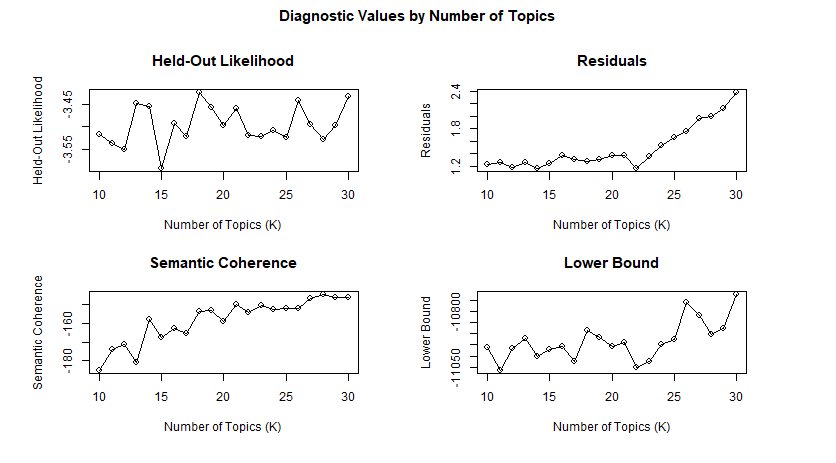 Diagnostic Values by Number of Topics
Held-Out Likelihood
Held-Out Likelihood
-3.45
-3.55
10 15 20 25 30
Number of Topics (K)
Residuals
Residuals
2.4
1.8
1.2
10 15 20 25 30
Number of Topics (K)
Semantic Coherence
Semantic Coherence
-160
-180
10 15 20 25 30
Number of Topics (K)
Lower Bound
Lower Bound
-10800
-11050
10 15 20 25 30
Number of Topics (K)